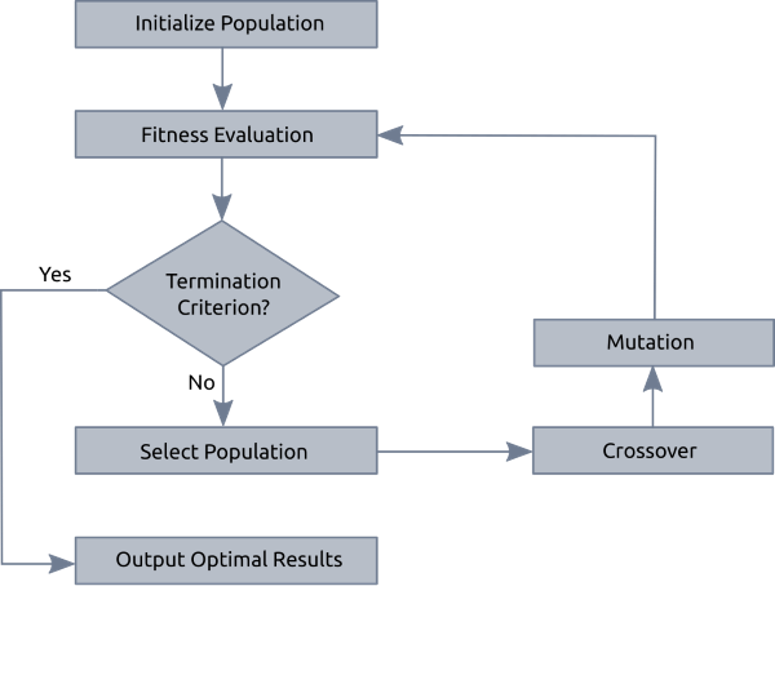 Initialize Population
Fitness Evaluation
Yes
Termination
Criterion?
No
Mutation
Select Population
Crossover
Output Optimal Results